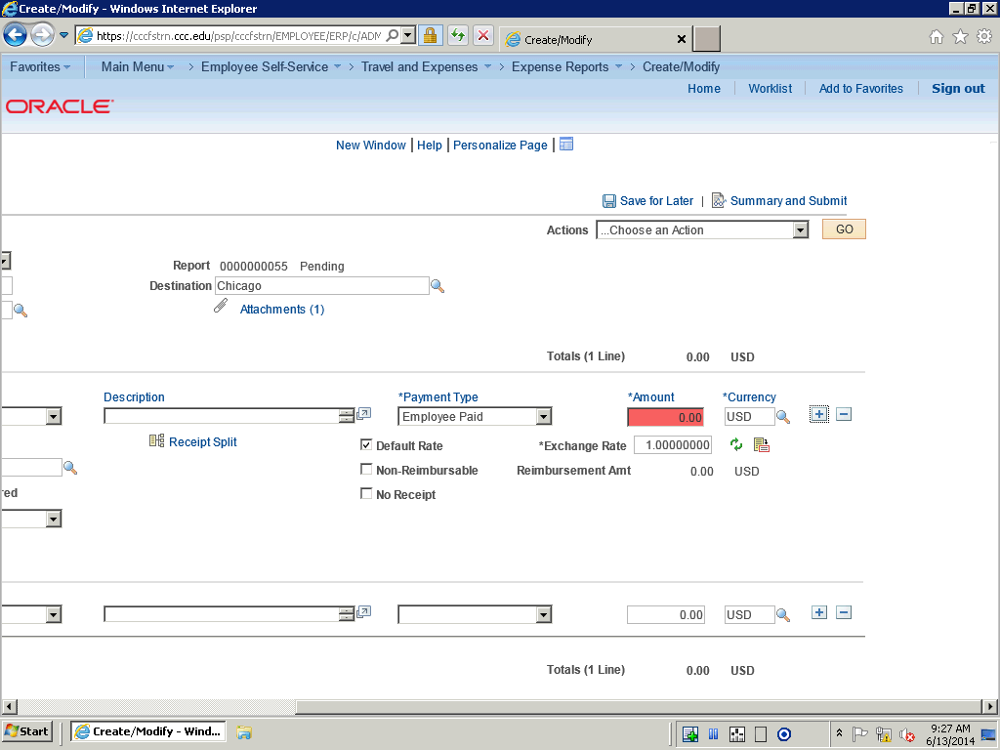 Create/Modify - Windows Internet Explorer
https://cccfstrn.ccc.edu/psp/cccfstrn/EMPLOYEE/ERP/c/ADM
Create/Modify
Favorites Main Menu > Employee Self-Service > Travel and Expenses > Expense Reports > Create/Modify
Home Worklist Add to Favorites Sign out
ORACLE
New Window | Help | Personalize Page |
Save for Later | Summary and Submit
Actions ...Choose an Action GO
Report 0000000055 Pending
Destination Chicago
Attachments (1)
Totals (1 Line) 0.00 USD
Description *Payment Type *Amount *Currency
Employee Paid 0.00 USD
Receipt Split Default Rate *Exchange Rate 1.00000000
Non-Reimbursable Reimbursement Amt 0.00 USD
red No Receipt
0.00 USD
Totals (1 Line) 0.00 USD
Start Create/Modify - Wind... 9:27 AM
6/13/2014